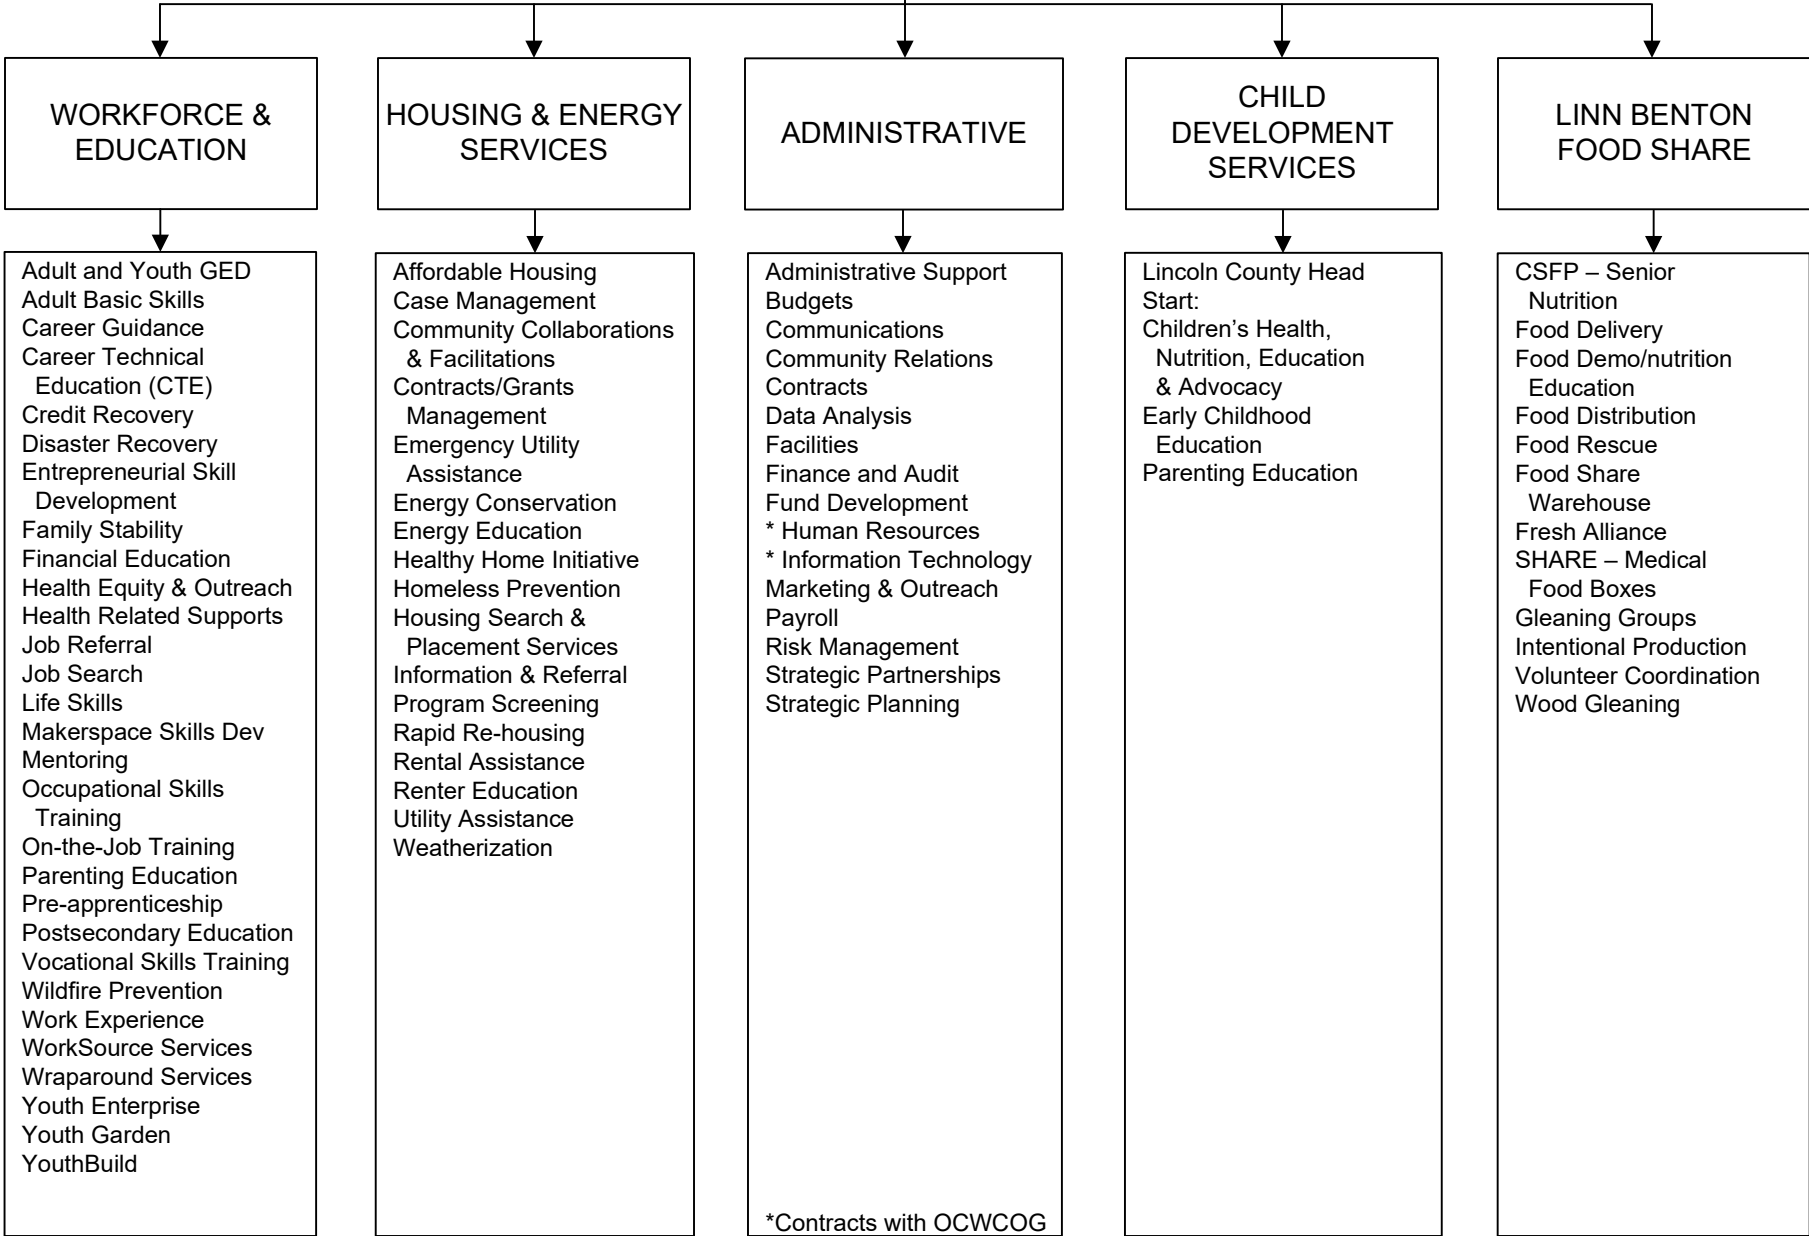 WORKFORCE &
EDUCATION
HOUSING & ENERGY
SERVICES
ADMINISTRATIVE
CHILD
DEVELOPMENT
SERVICES
LINN BENTON
FOOD SHARE
Adult and Youth GED
Adult Basic Skills
Career Guidance
Career Technical
Education (CTE)
Credit Recovery
Disaster Recovery
Entrepreneurial Skill
Development
Family Stability
Financial Education
Health Equity & Outreach
Health Related Supports
Job Referral
Job Search
Life Skills
Makerspace Skills Dev
Mentoring
Occupational Skills
Training
On-the-Job Training
Parenting Education
Pre-apprenticeship
Postsecondary Education
Vocational Skills Training
Wildfire Prevention
Work Experience
WorkSource Services
Wraparound Services
Youth Enterprise
Youth Garden
YouthBuild
Affordable Housing
Case Management
Community Collaborations
& Facilitations
Contracts/Grants
Management
Emergency Utility
Assistance
Energy Conservation
Energy Education
Healthy Home Initiative
Homeless Prevention
Housing Search &
Placement Services
Information & Referral
Program Screening
Rapid Re-housing
Rental Assistance
Renter Education
Utility Assistance
Weatherization
Administrative Support
Budgets
Communications
Community Relations
Contracts
Data Analysis
Facilities
Finance and Audit
Fund Development
* Human Resources
* Information Technology
Marketing & Outreach
Payroll
Risk Management
Strategic Partnerships
Strategic Planning
*Contracts with OCWCOG
Lincoln County Head
Start:
Children’s Health,
Nutrition, Education
& Advocacy
Early Childhood
Education
Parenting Education
CSFP – Senior
Nutrition
Food Delivery
Food Demo/nutrition
Education
Food Distribution
Food Rescue
Food Share
Warehouse
Fresh Alliance
SHARE – Medical
Food Boxes
Gleaning Groups
Intentional Production
Volunteer Coordination
Wood Gleaning